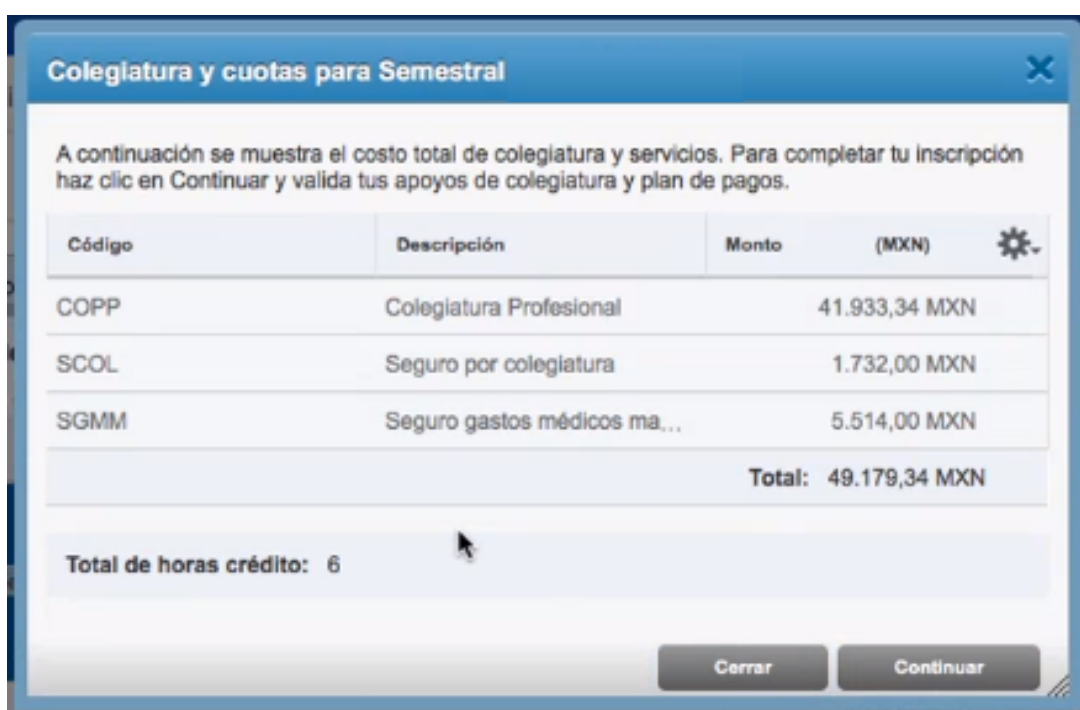 Colegiatura y cuotas para Semestral
A continuación se muestra el costo total de colegiatura y servicios. Para completar tu inscripción
haz clic en Continuar y valida tus apoyos de colegiatura y plan de pagos.
Código Descripción Monto (MXN)
COPP Colegiatura Profesional 41.933,34 MXN
SCOL Seguro por colegiatura 1.732,00 MXN
SGMM Seguro gastos médicos ma... 5.514,00 MXN
Total: 49.179,34 MXN
Total de horas crédito: 6
Cerrar Continuar